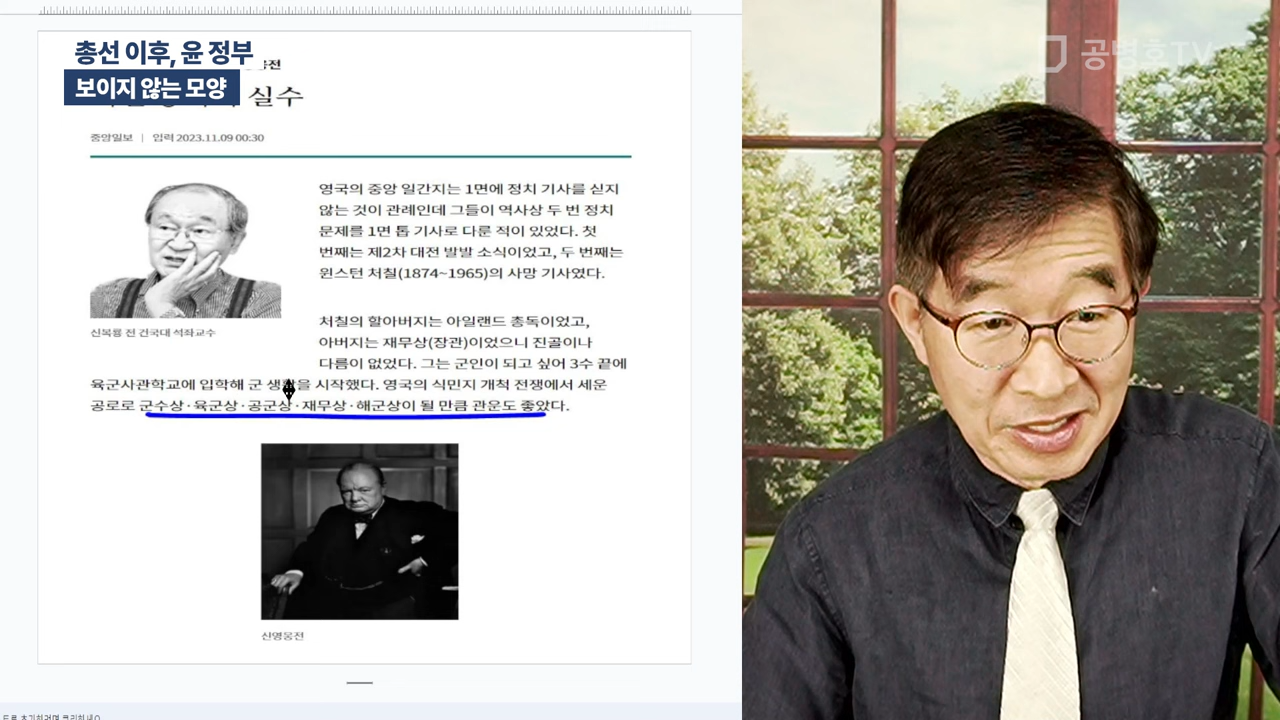 총선 이후, 윤 정부
보이지 않는 모양
웅전
실수
공병호TV
중앙일보 | 입력 2023.11.09 00:30
영국의 중앙 일간지는 1면에 정치 기사를 싣지
않는 것이 관례인데 그들이 역사상 두 번 정치
문제를 1면 톱 기사로 다룬 적이 있었다. 첫
번째는 제2차 대전 발발 소식이었고, 두 번째는
윈스턴 처칠(1874~1965)의 사망 기사였다.
신복룡 전 건국대 석좌교수
처칠의 할아버지는 아일랜드 총독이었고,
아버지는 재무상(장관)이었으니 진골이나
다름이 없었다. 그는 군인이 되고 싶어 3수 끝에
육군사관학교에 입학해 군 생활을 시작했다. 영국의 식민지 개척 전쟁에서 세운
공로로 군수상·육군상·공군상·재무상·해군상이 될 만큼 관운도 좋았다.
신영웅전